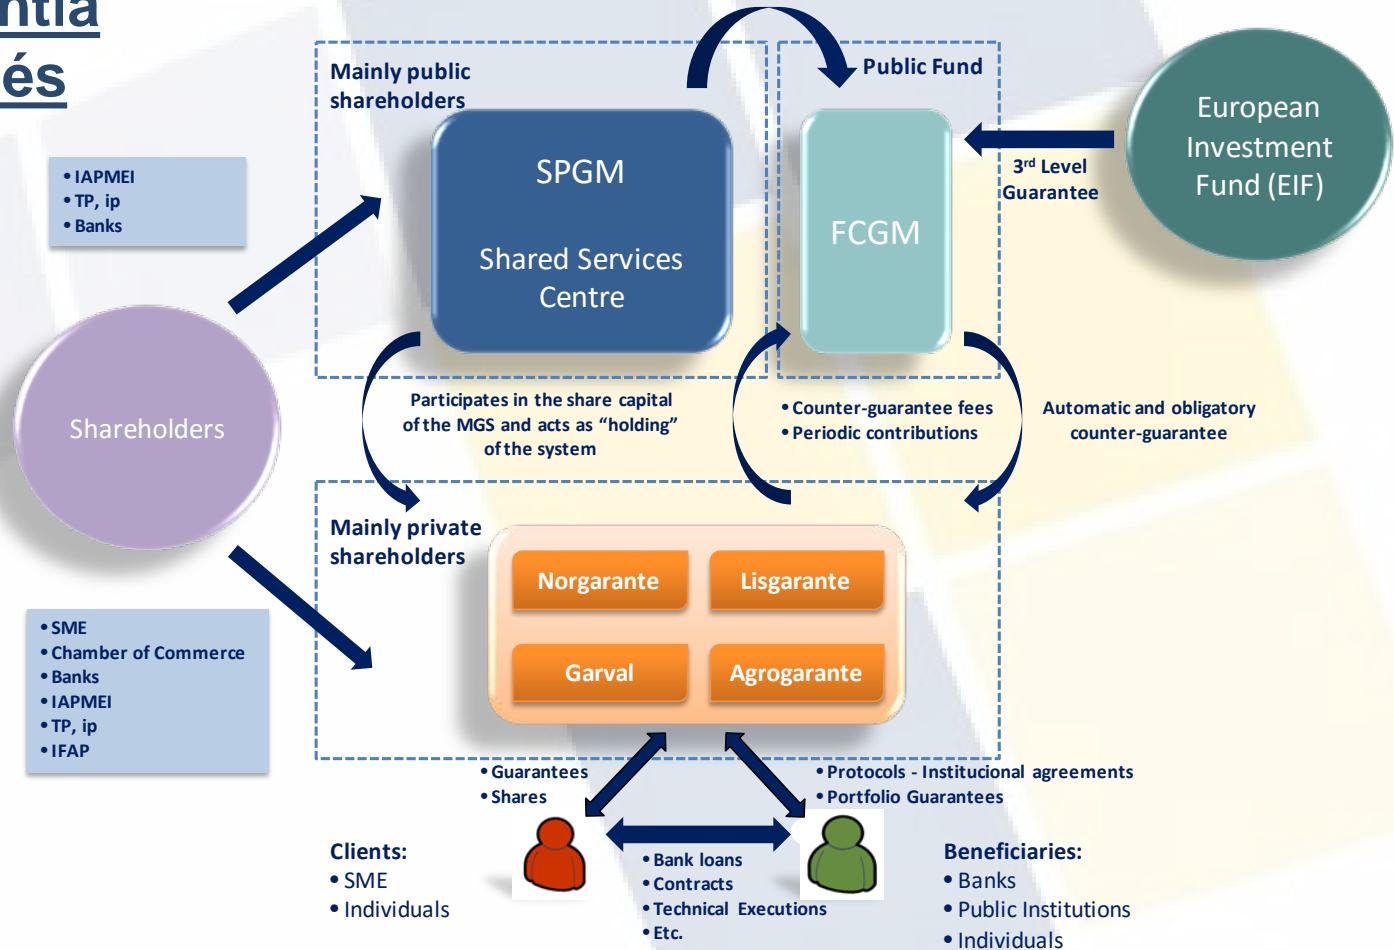 és
Mainly public
shareholders
Public Fund
European
Investment
Fund (EIF)
3rd Level
Guarantee
• IAPMEI
• TP, ip
• Banks
SPGM
Shared Services
Centre
FCGM
Shareholders
Participates in the share capital
of the MGS and acts as “holding”
of the system
• Counter-guarantee fees
• Periodic contributions
Automatic and obligatory
counter-guarantee
Mainly private
shareholders
Norgarante
Lisgarante
Garval
Agrogarante
• SME
• Chamber of Commerce
• Banks
• IAPMEI
• TP, ip
• IFAP
• Guarantees
• Shares
• Protocols - Institucional agreements
• Portfolio Guarantees
Clients:
• SME
• Individuals
• Bank loans
• Contracts
• Technical Executions
• Etc.
Beneficiaries:
• Banks
• Public Institutions
• Individuals